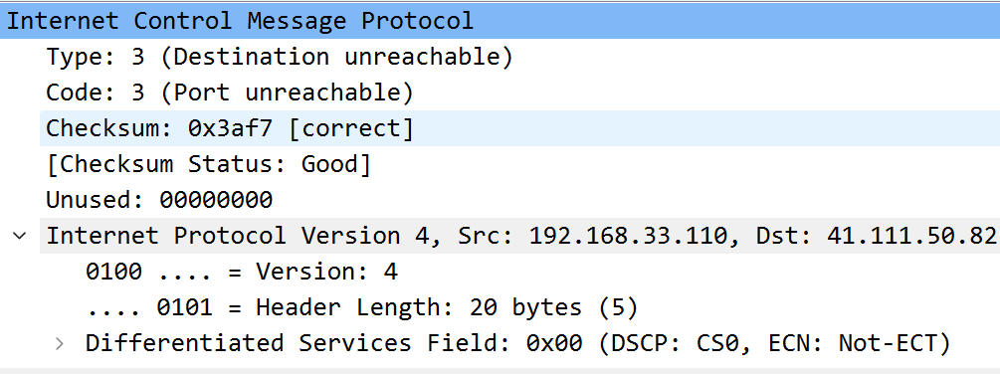 Internet Control Message Protocol
Type: 3 (Destination unreachable)
Code: 3 (Port unreachable)
Checksum: 0x3af7 [correct]
[Checksum Status: Good]
Unused: 00000000
Internet Protocol Version 4, Src: 192.168.33.110, Dst: 41.111.50.82
0100 .... = Version: 4
.... 0101 = Header Length: 20 bytes (5)
Differentiated Services Field: 0x00 (DSCP: CS0, ECN: Not-ECT)